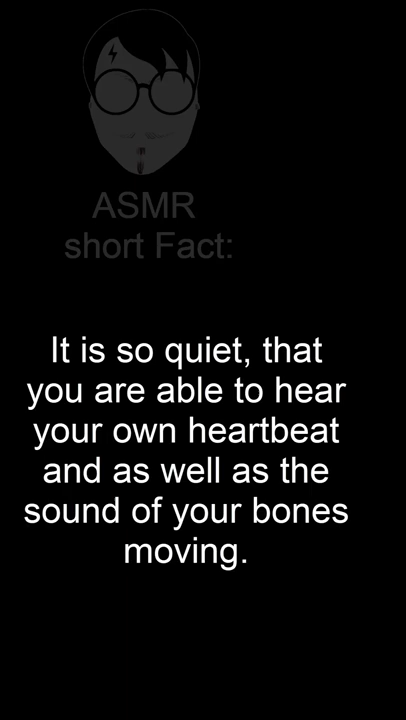 ASMR
short Fact:
It is so quiet, that
you are able to hear
your own heartbeat
and as well as the
sound of your bones
moving.